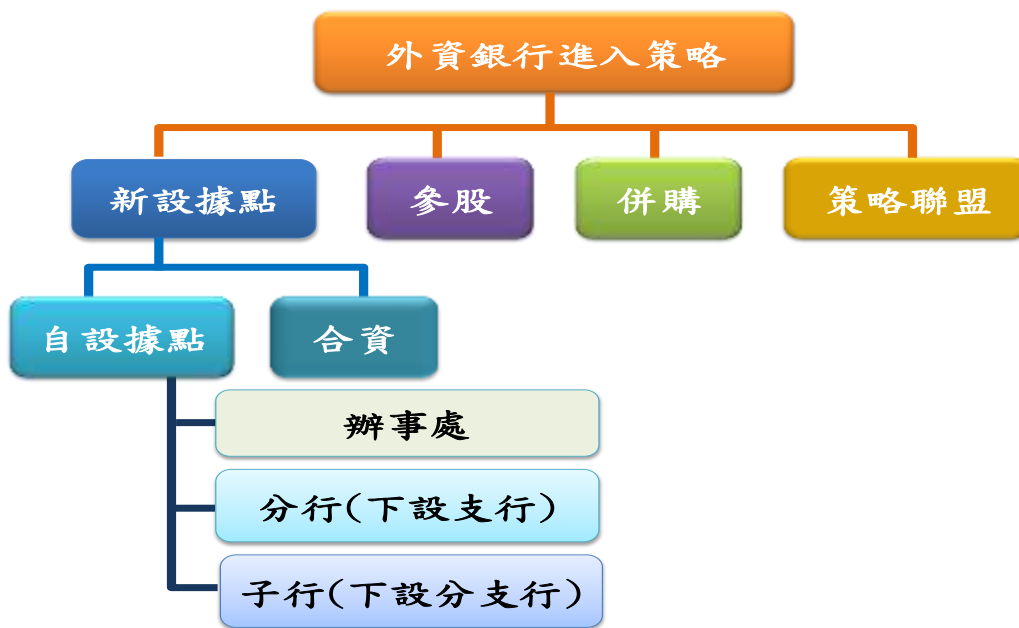 外資銀行進入策略
新設據點
參股
併購
策略聯盟
自設據點
合資
辦事處
分行(下設支行)
子行(下設分支行)